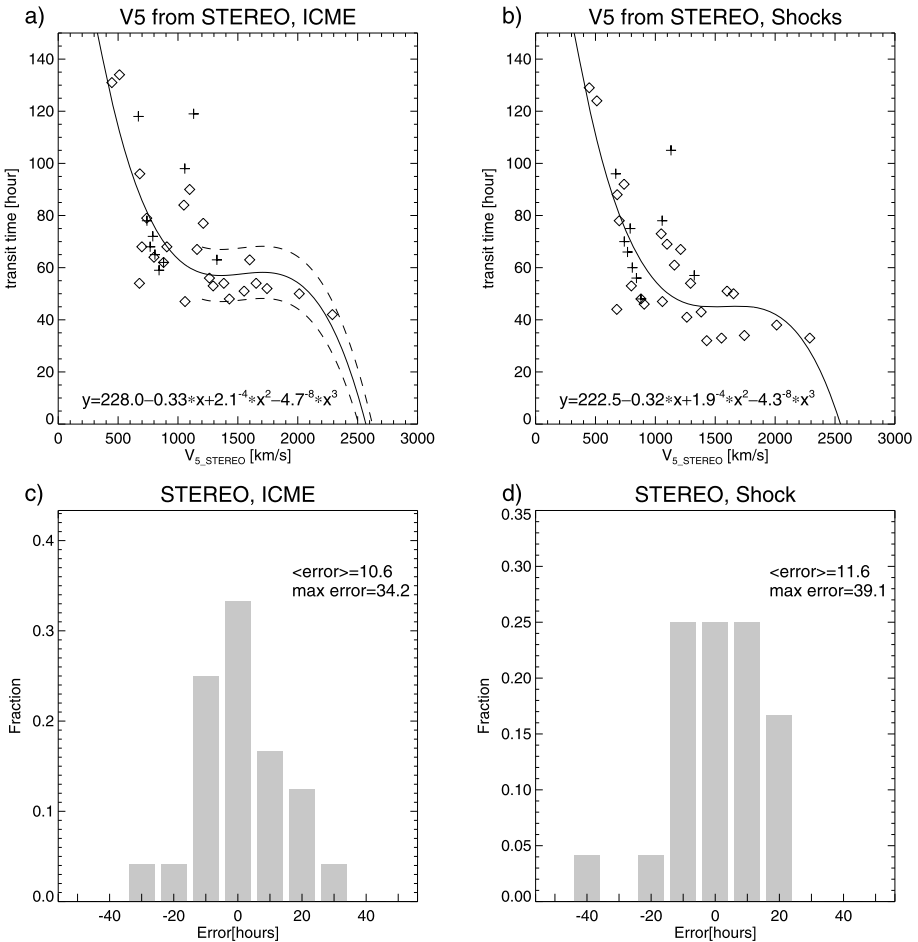 a) V5 from STEREO, ICME
140
120
100
80
60
40
20
0
transit time [hour]
y=228.0−0.33*x+2.1-4*x2−4.7-8*x3
0 500 1000 1500 2000 2500 3000
V5_STEREO [km/s]
b) V5 from STEREO, Shocks
140
120
100
80
60
40
20
0
transit time [hour]
y=222.5−0.32*x+1.9-4*x2−4.3-8*x3
0 500 1000 1500 2000 2500 3000
V5_STEREO [km/s]
c) STEREO, ICME
0.4
0.3
0.2
0.1
0.0
Fraction
<error>=10.6
max error=34.2
-40 -20 0 20 40
Error[hours]
d) STEREO, Shock
0.35
0.30
0.25
0.20
0.15
0.10
0.05
0.00
Fraction
<error>=11.6
max error=39.1
-40 -20 0 20 40
Error[hours]